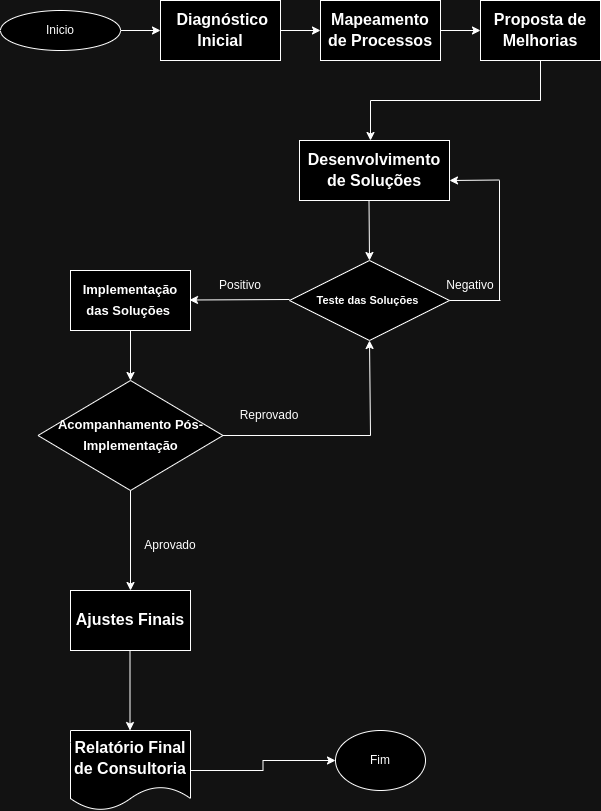 Inicio
Diagnóstico
Inicial
Mapeamento
de Processos
Proposta de
Melhorias
Desenvolvimento
de Soluções
Teste das Soluções
Negativo
Positivo
Implementação
das Soluções
Acompanhamento Pós-
Implementação
Reprovado
Aprovado
Ajustes Finais
Relatório Final
de Consultoria
Fim